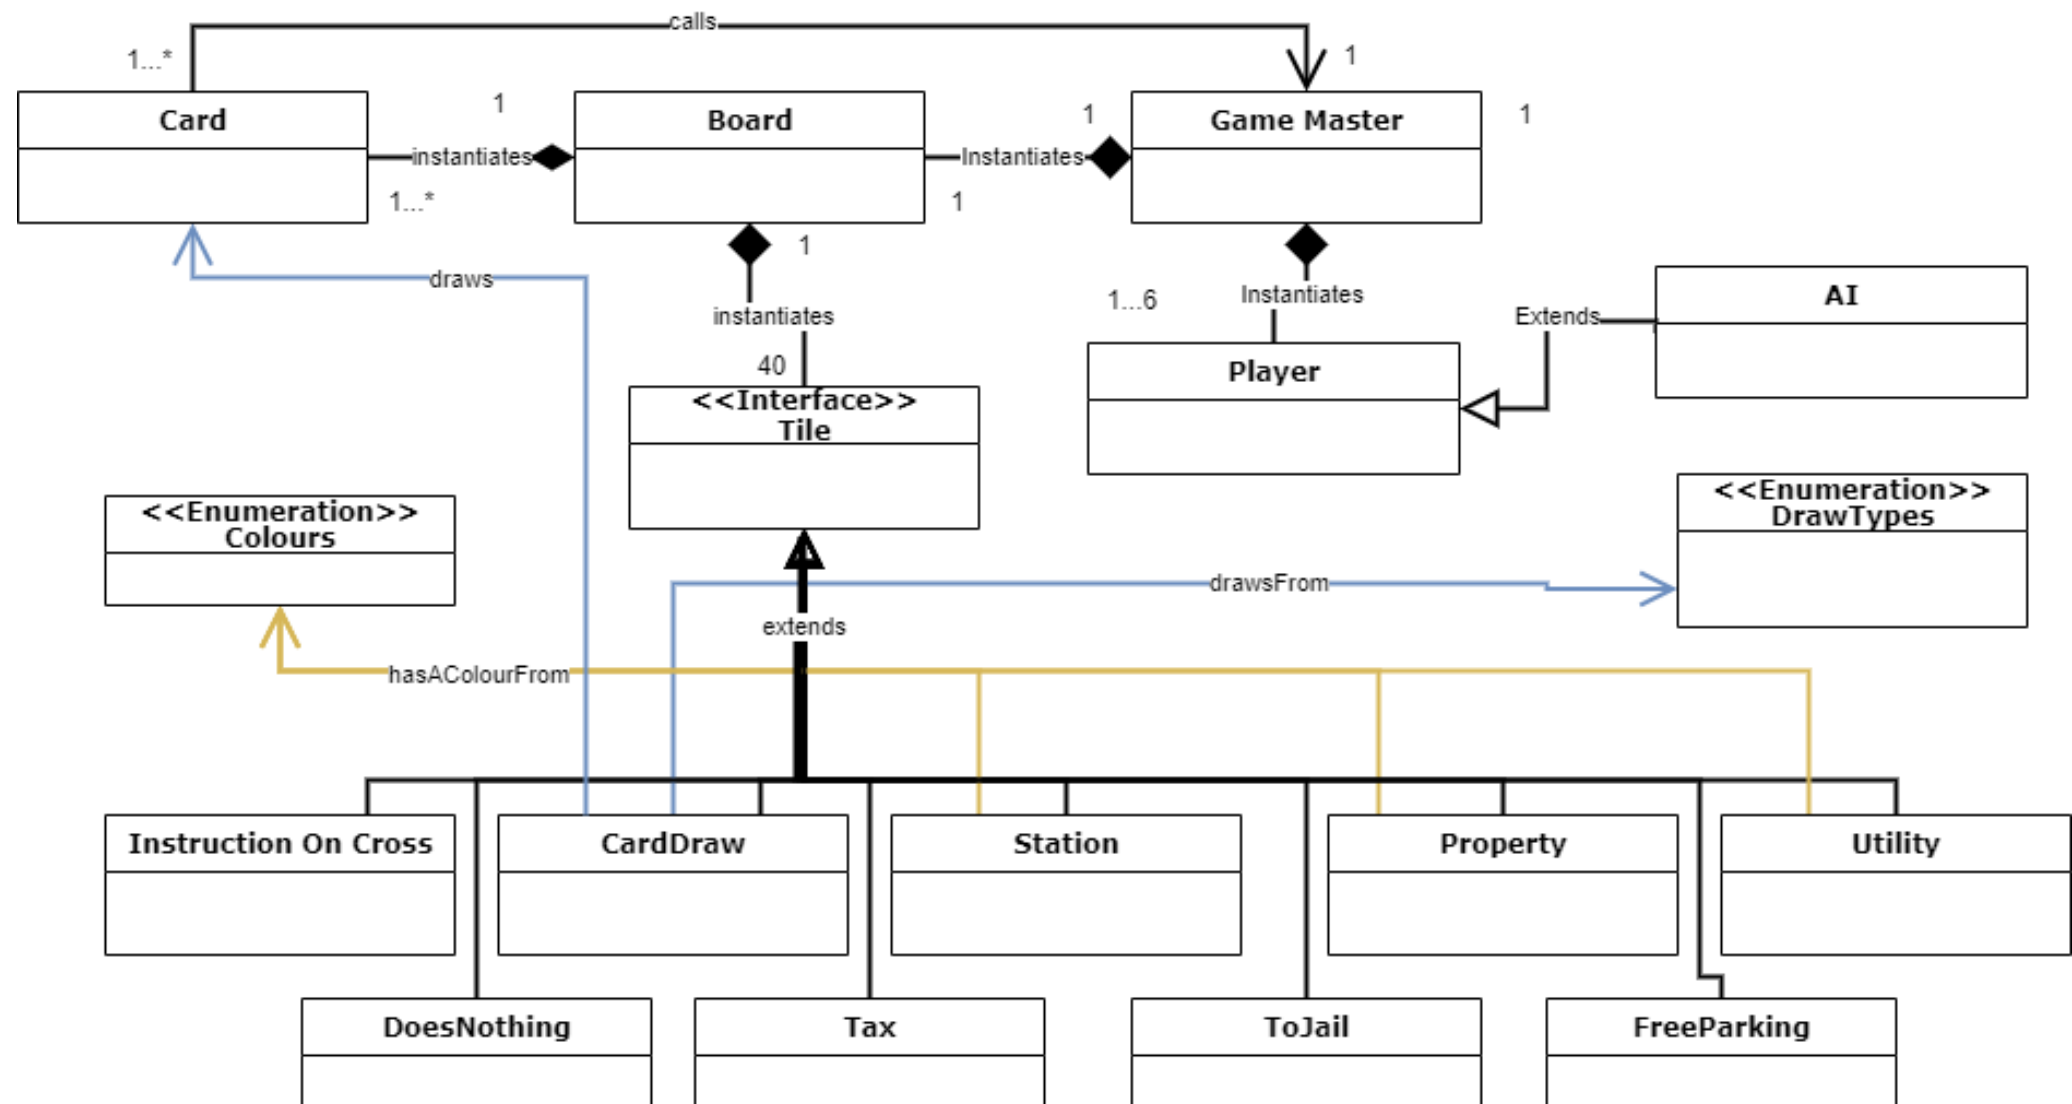 calls
1...*
1
Card
1
Board
1
Game Master
1
instantiates
Instantiates
1...*
1
draws
1
instantiates
40
1...6
Instantiates
Extends
AI
<<Interface>>
Tile
Player
<<Enumeration>>
Colours
<<Enumeration>>
DrawTypes
drawsFrom
extends
hasAColourFrom
Instruction On Cross
CardDraw
Station
Property
Utility
DoesNothing
Tax
ToJail
FreeParking